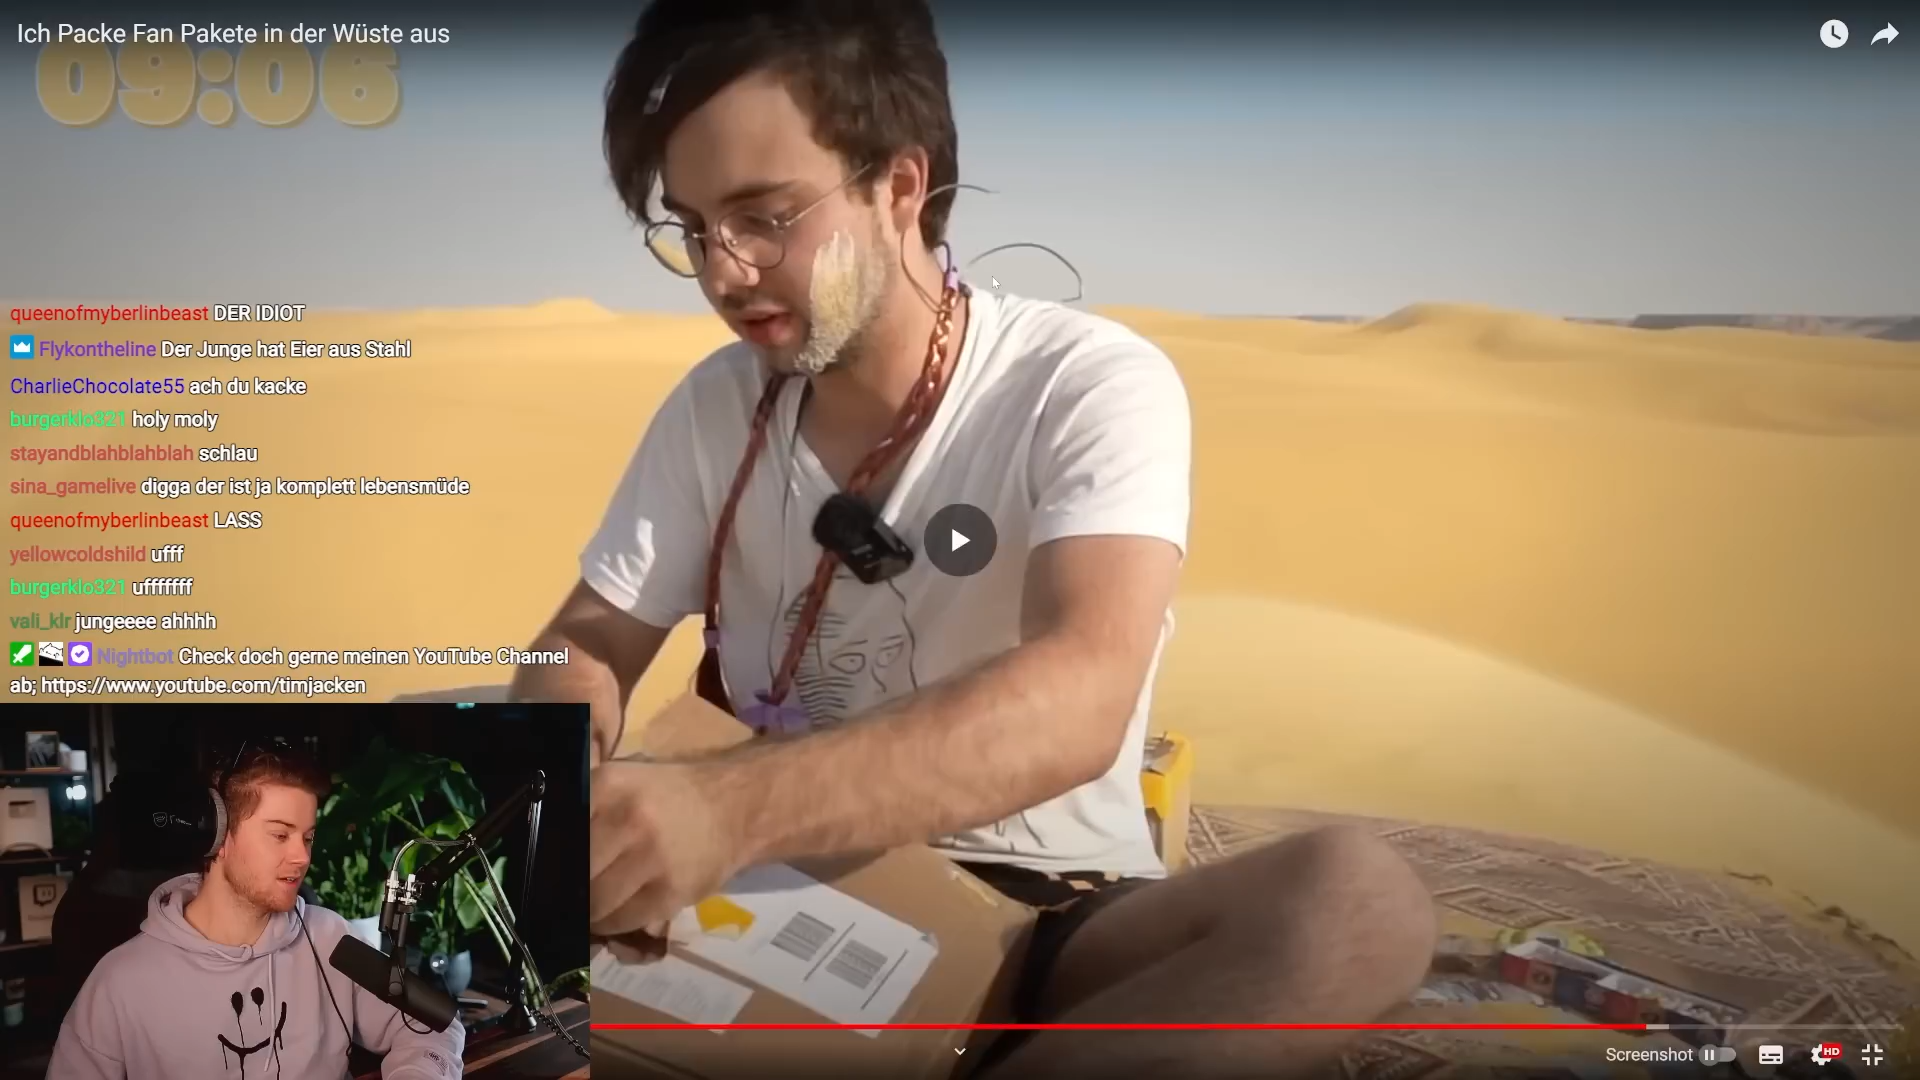 Ich Packe Fan Pakete in der Wüste aus
09:06
queenofmyberlinbeast DER IDIOT
Flykontheline Der Junge hat Eier aus Stahl
CharlieChocolate55 ach du kacke
burgerklo321 holy moly
stayandblahblahblah schlau
sina_gamelive digga der ist ja komplett lebensmüde
queenofmyberlinbeast LASS
yellowcoldshild ufff
burgerklo321 ufffffff
vali_klr jungeeee ahhhh
Nightbot Check doch gerne meinen YouTube Channel
ab; https://www.youtube.com/timjacken
Screenshot
HD